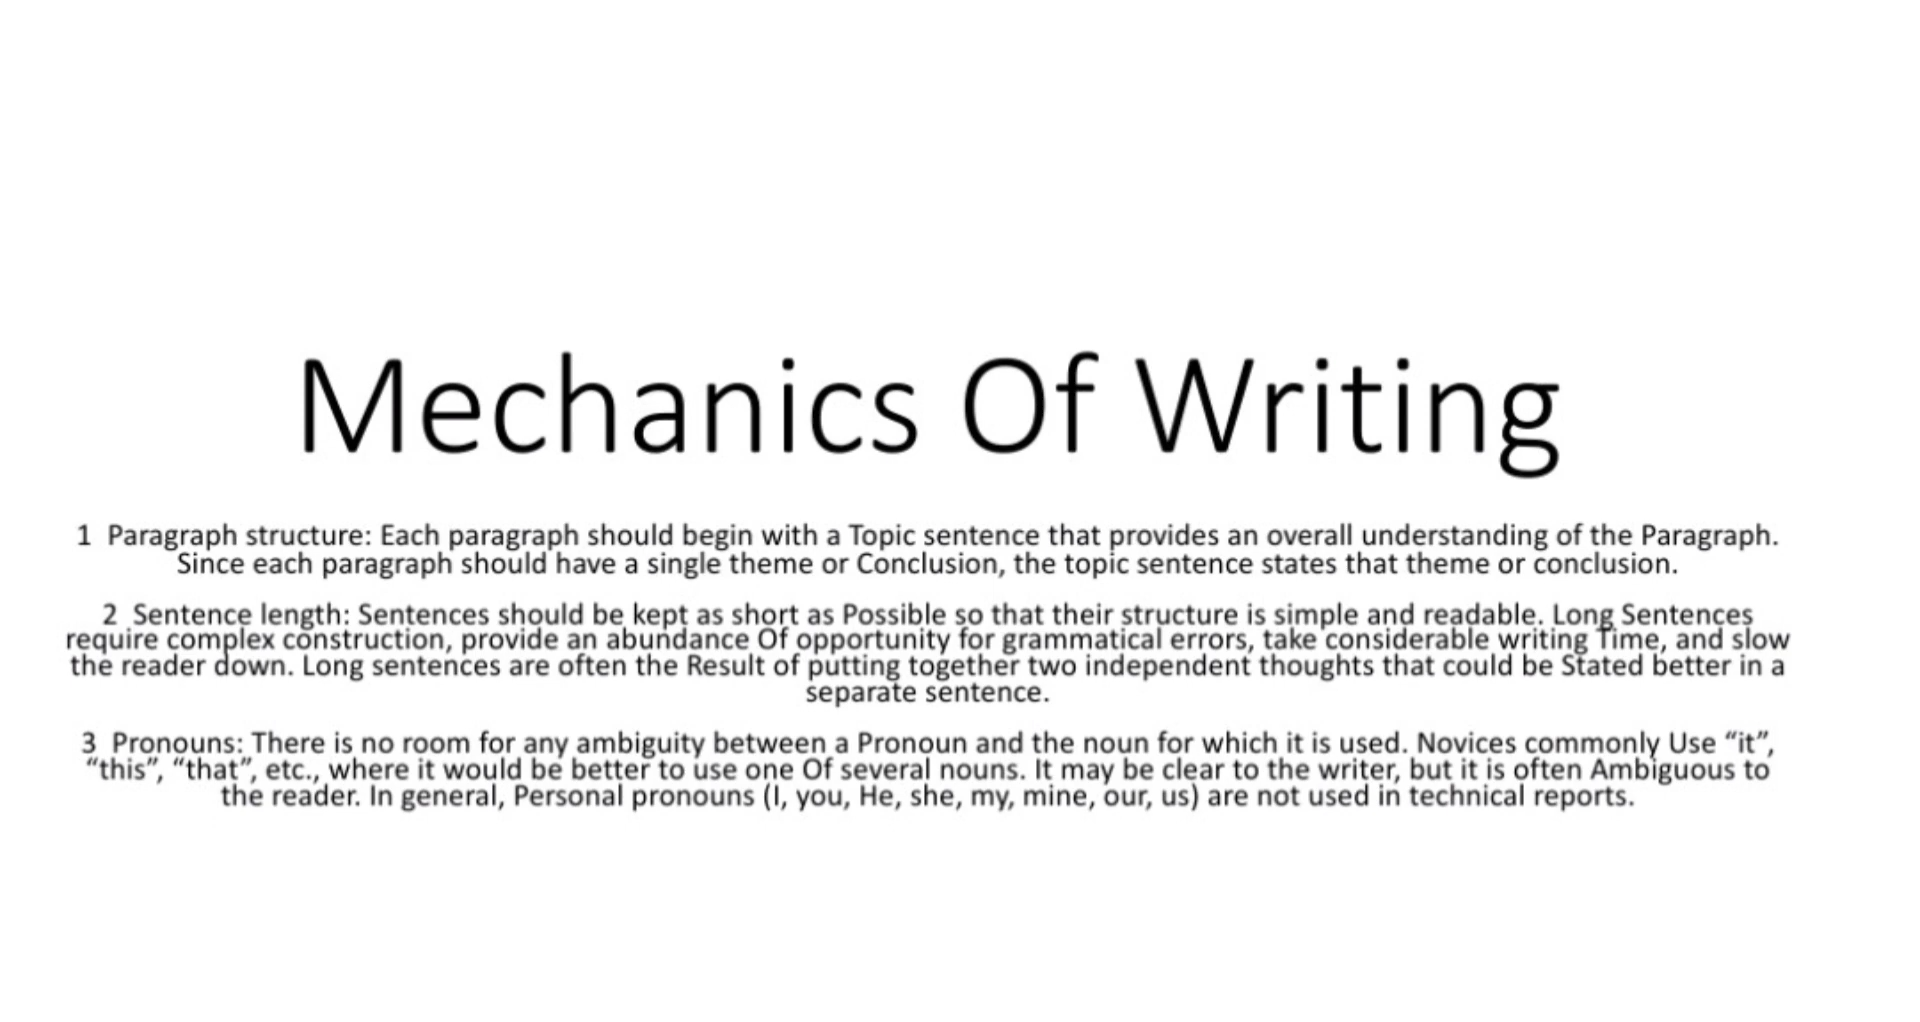 Mechanics Of Writing
1 Paragraph structure: Each paragraph should begin with a Topic sentence that provides an overall understanding of the Paragraph.
Since each paragraph should have a single theme or Conclusion, the topic sentence states that theme or conclusion.
2 Sentence length: Sentences should be kept as short as Possible so that their structure is simple and readable. Long Sentences
require complex construction, provide an abundance Of opportunity for grammatical errors, take considerable writing Time, and slow
the reader down. Long sentences are often the Result of putting together two independent thoughts that could be Stated better in a
separate sentence.
3 Pronouns: There is no room for any ambiguity between a Pronoun and the noun for which it is used. Novices commonly Use “it”,
“this”, “that”, etc., where it would be better to use one Of several nouns. It may be clear to the writer, but it is often Ambiguous to
the reader. In general, Personal pronouns (I, you, He, she, my, mine, our, us) are not used in technical reports.